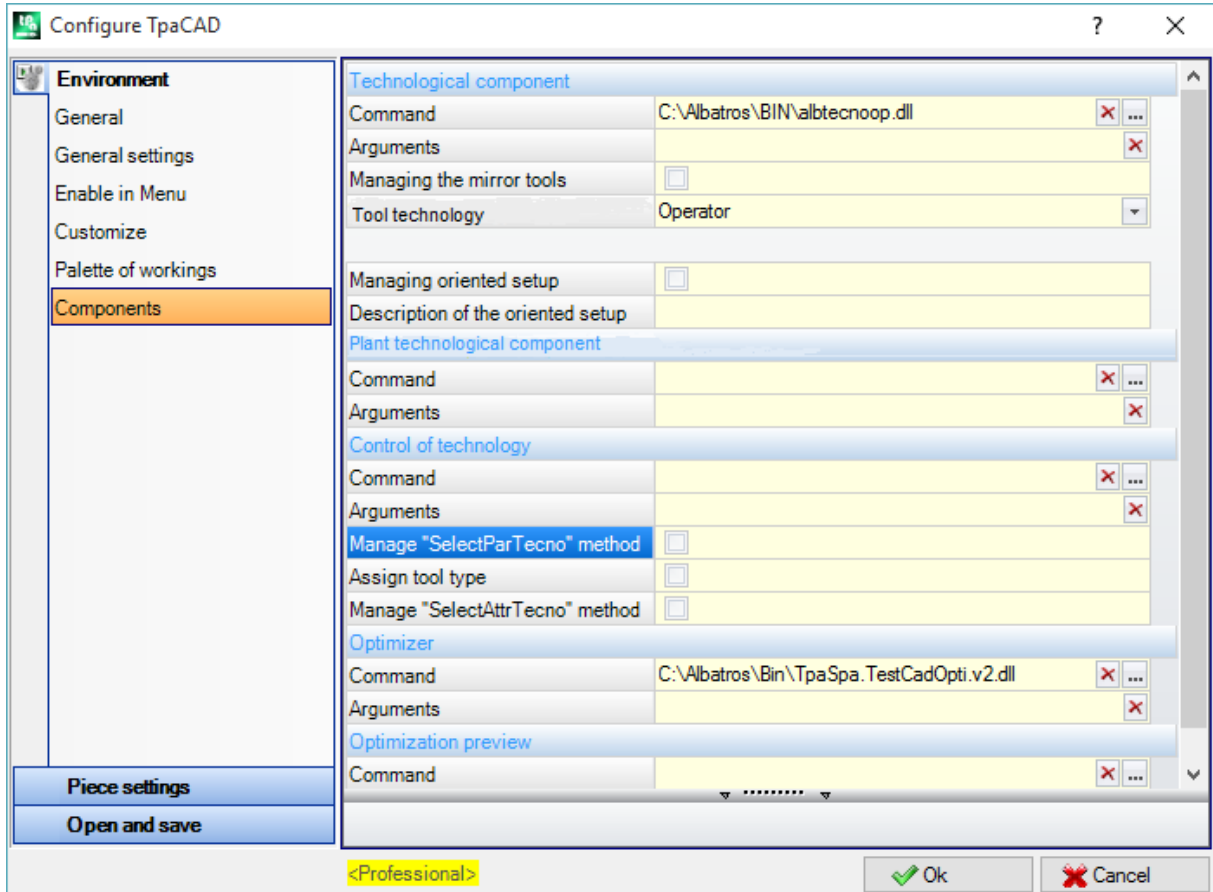 Configure TpaCAD ?
Environment
General
General settings
Enable in Menu
Customize
Palette of workings
Components
Piece settings
Open and save
Technological component
Command C:\Albatros\BIN\albtecnoop.dll ...
Arguments
Managing the mirror tools
Tool technology Operator
Managing oriented setup
Description of the oriented setup
Plant technological component
Command ...
Arguments
Control of technology
Command ...
Arguments
Manage "SelectParTecno" method
Assign tool type
Manage "SelectAttrTecno" method
Optimizer
Command C:\Albatros\Bin\TpaSpa.TestCadOpti.v2.dll ...
Arguments
Optimization preview
Command ...
<Professional> Ok Cancel